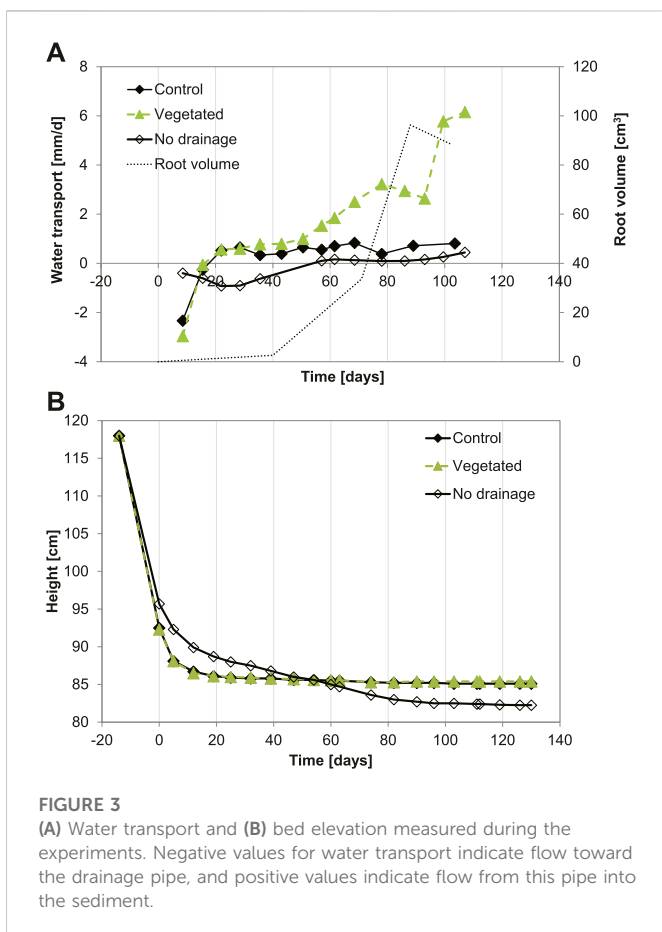 A
Water transport [mm/d]
8
6
4
2
0
-2
-4
Control
Vegetated
No drainage
Root volume
0 20 40 60 80 100 120 140
Time [days]
120
100
80
60
40
20
0
Root volume [cm³]
B
Height [cm]
120
115
110
105
100
95
90
85
80
Control
Vegetated
No drainage
-20 0 20 40 60 80 100 120 140
Time [days]
FIGURE 3
(A) Water transport and (B) bed elevation measured during the
experiments. Negative values for water transport indicate flow toward
the drainage pipe, and positive values indicate flow from this pipe into
the sediment.